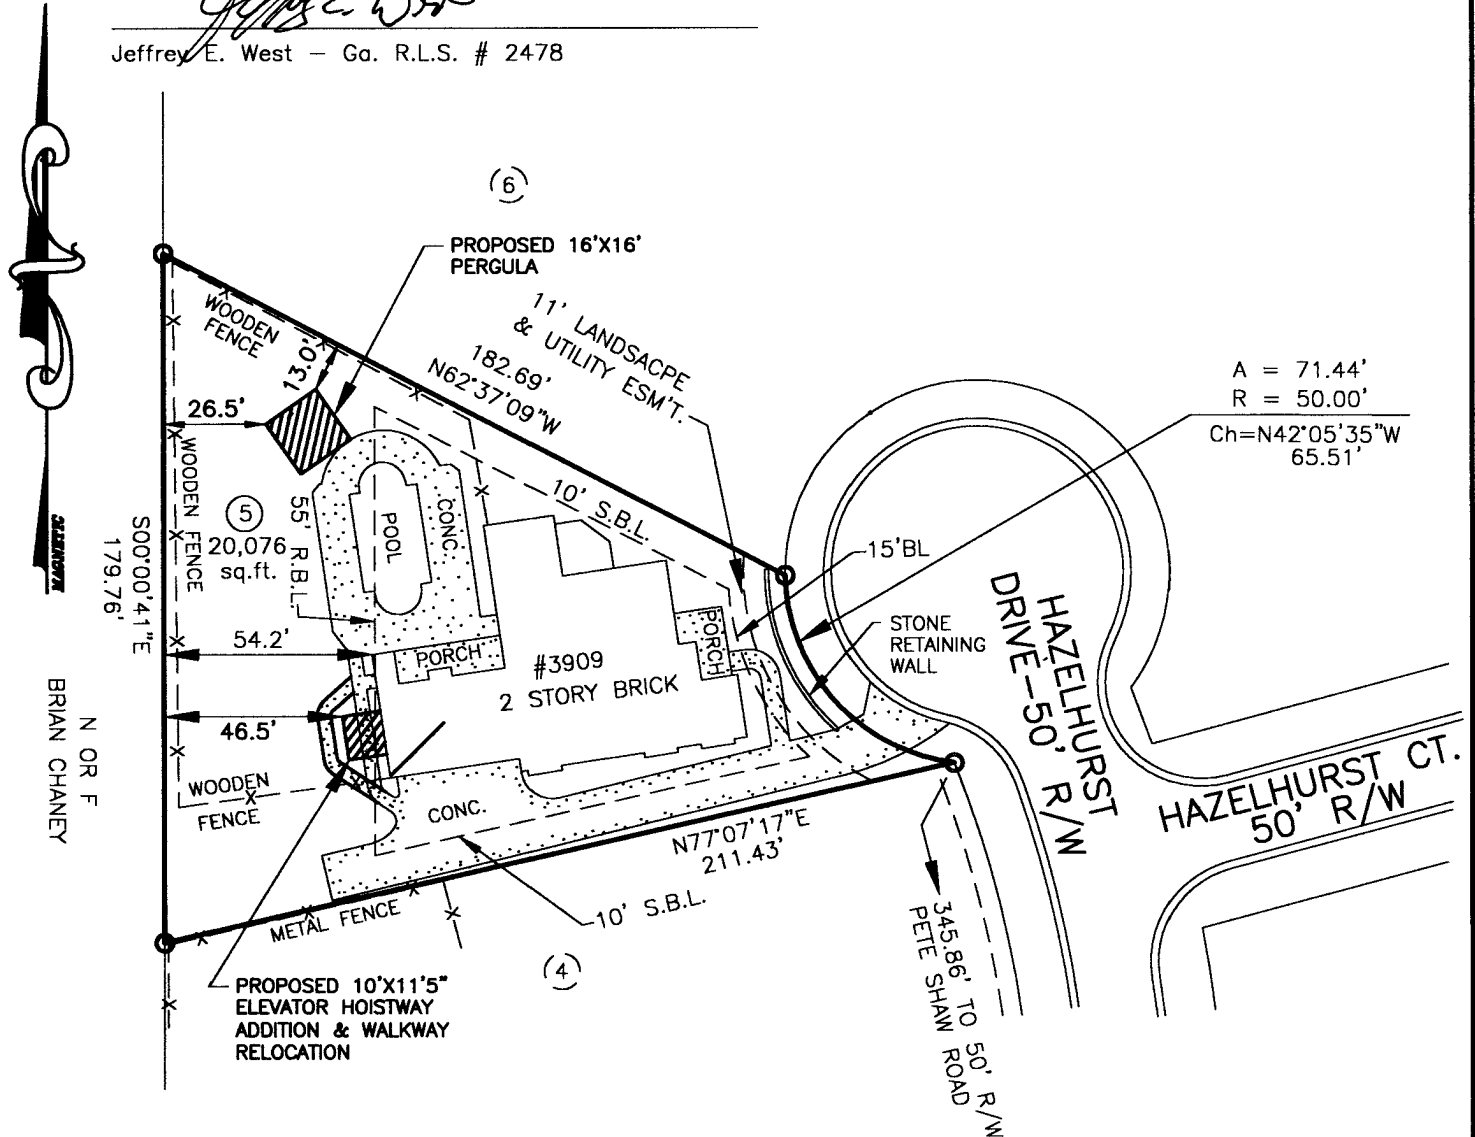 Jeffrey E. West – Ga. R.L.S. # 2478
6
PROPOSED 16'X16'
PERGULA
11' LANDSACPE
& UTILITY ESM'T.
182.69'
N62°37'09"W
WOODEN
FENCE
13.0'
26.5'
A = 71.44'
R = 50.00'
Ch=N42°05'35"W
65.51'
10' S.B.L.
WOODEN FENCE
5
20,076
sq.ft.
55' R.B.L.
POOL
CONC.
MAGNETIC
S00°00'41"E
179.76'
15'BL
STONE
RETAINING
WALL
54.2'
PORCH
#3909
2 STORY BRICK
PORCH
46.5'
HAZELHURST
DRIVE–50' R/W
HAZELHURST CT.
50' R/W
N OR F
BRIAN CHANEY
WOODEN
FENCE
CONC.
N77°07'17"E
211.43'
METAL FENCE
10' S.B.L.
4
345.86' TO 50' R/W
PETE SHAW ROAD
PROPOSED 10'X11'5"
ELEVATOR HOISTWAY
ADDITION & WALKWAY
RELOCATION